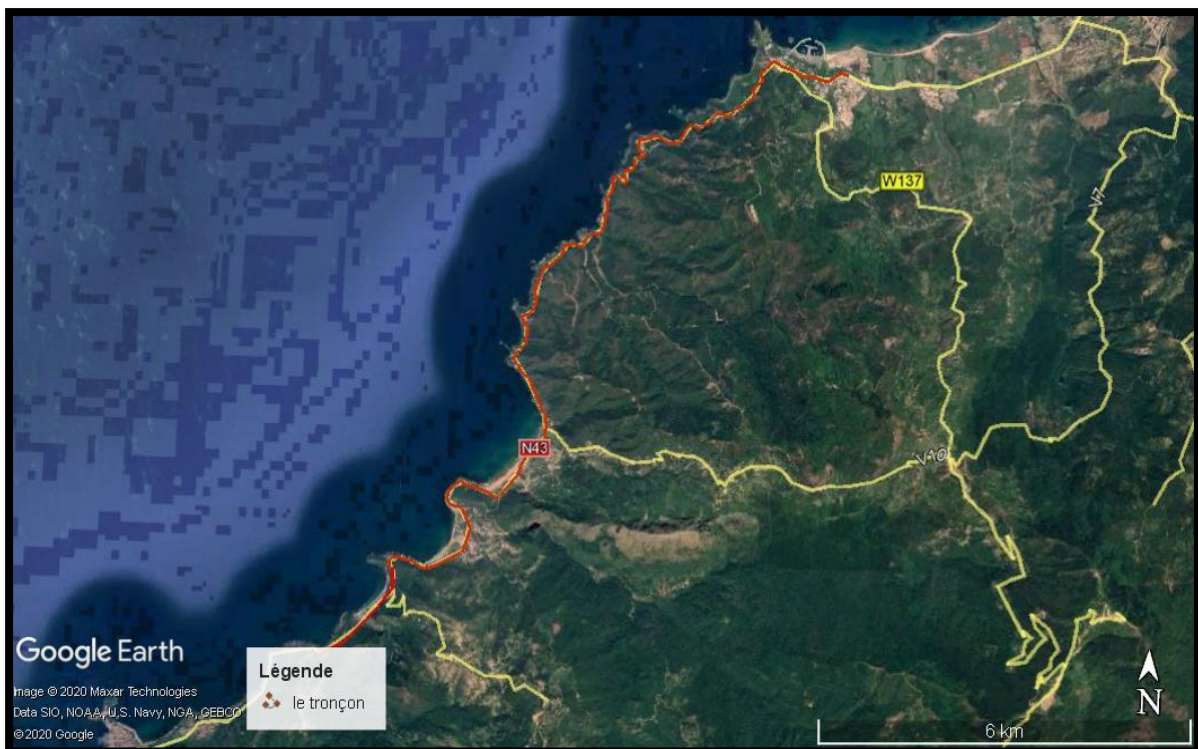 W137
V7
N43
V10
Google Earth
Image © 2020 Maxar Technologies
Data SIO, NOAA, U.S. Navy, NGA, GEBCO
© 2020 Google
Légende
le tronçon
N
6 km